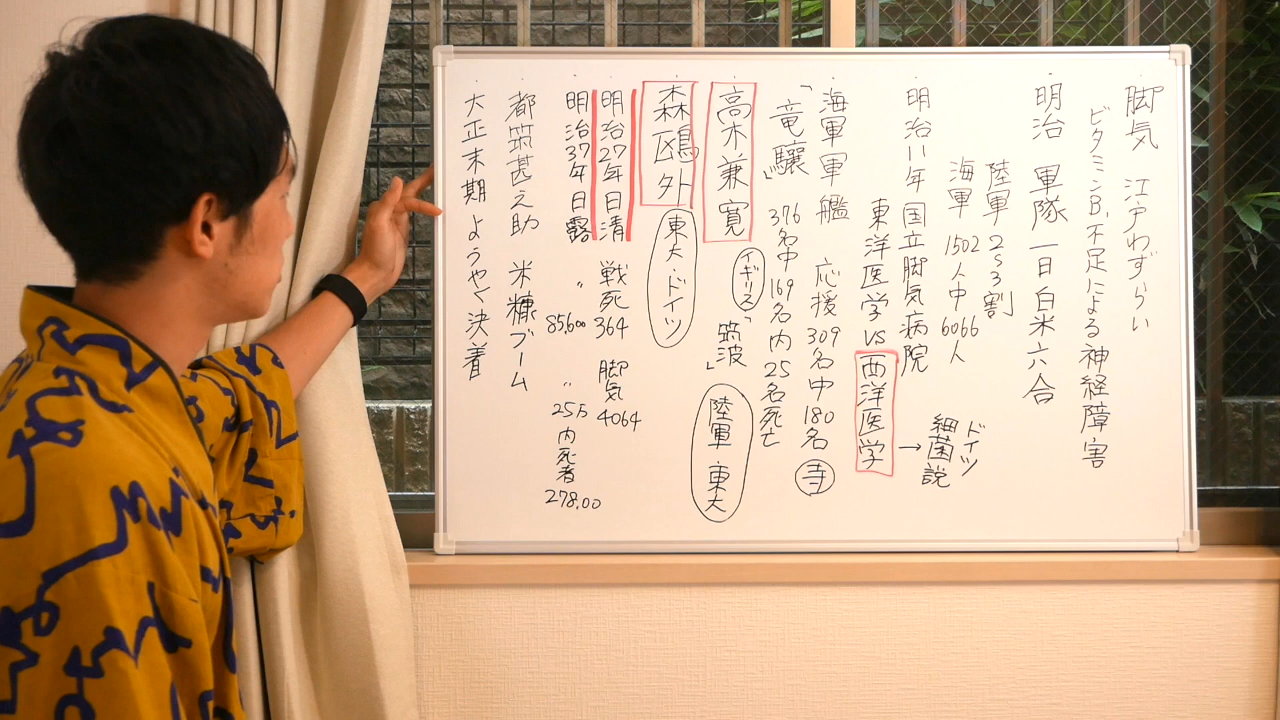 脚気 江戸わずらい
ビタミンB₁不足による神経障害
明治 軍隊 一日白米六合
陸軍 2~3割
海軍 1502人中6066人
明治11年 国立脚気病院
ドイツ
細菌説
東洋医学 VS 西洋医学 →
海軍軍艦 応援309名中180名 寺
「竜驤」 376名中169名内25名死亡
高木兼寛 イギリス 「筑波」 陸軍 東大
森鴎外 東大・ドイツ
明治27年 日清 戦死364 脚気4064
明治37年 日露 〃 85,600 〃 25万 内死者 278.00
都筑甚之助 米糠ブーム
大正末期 ようやく決着